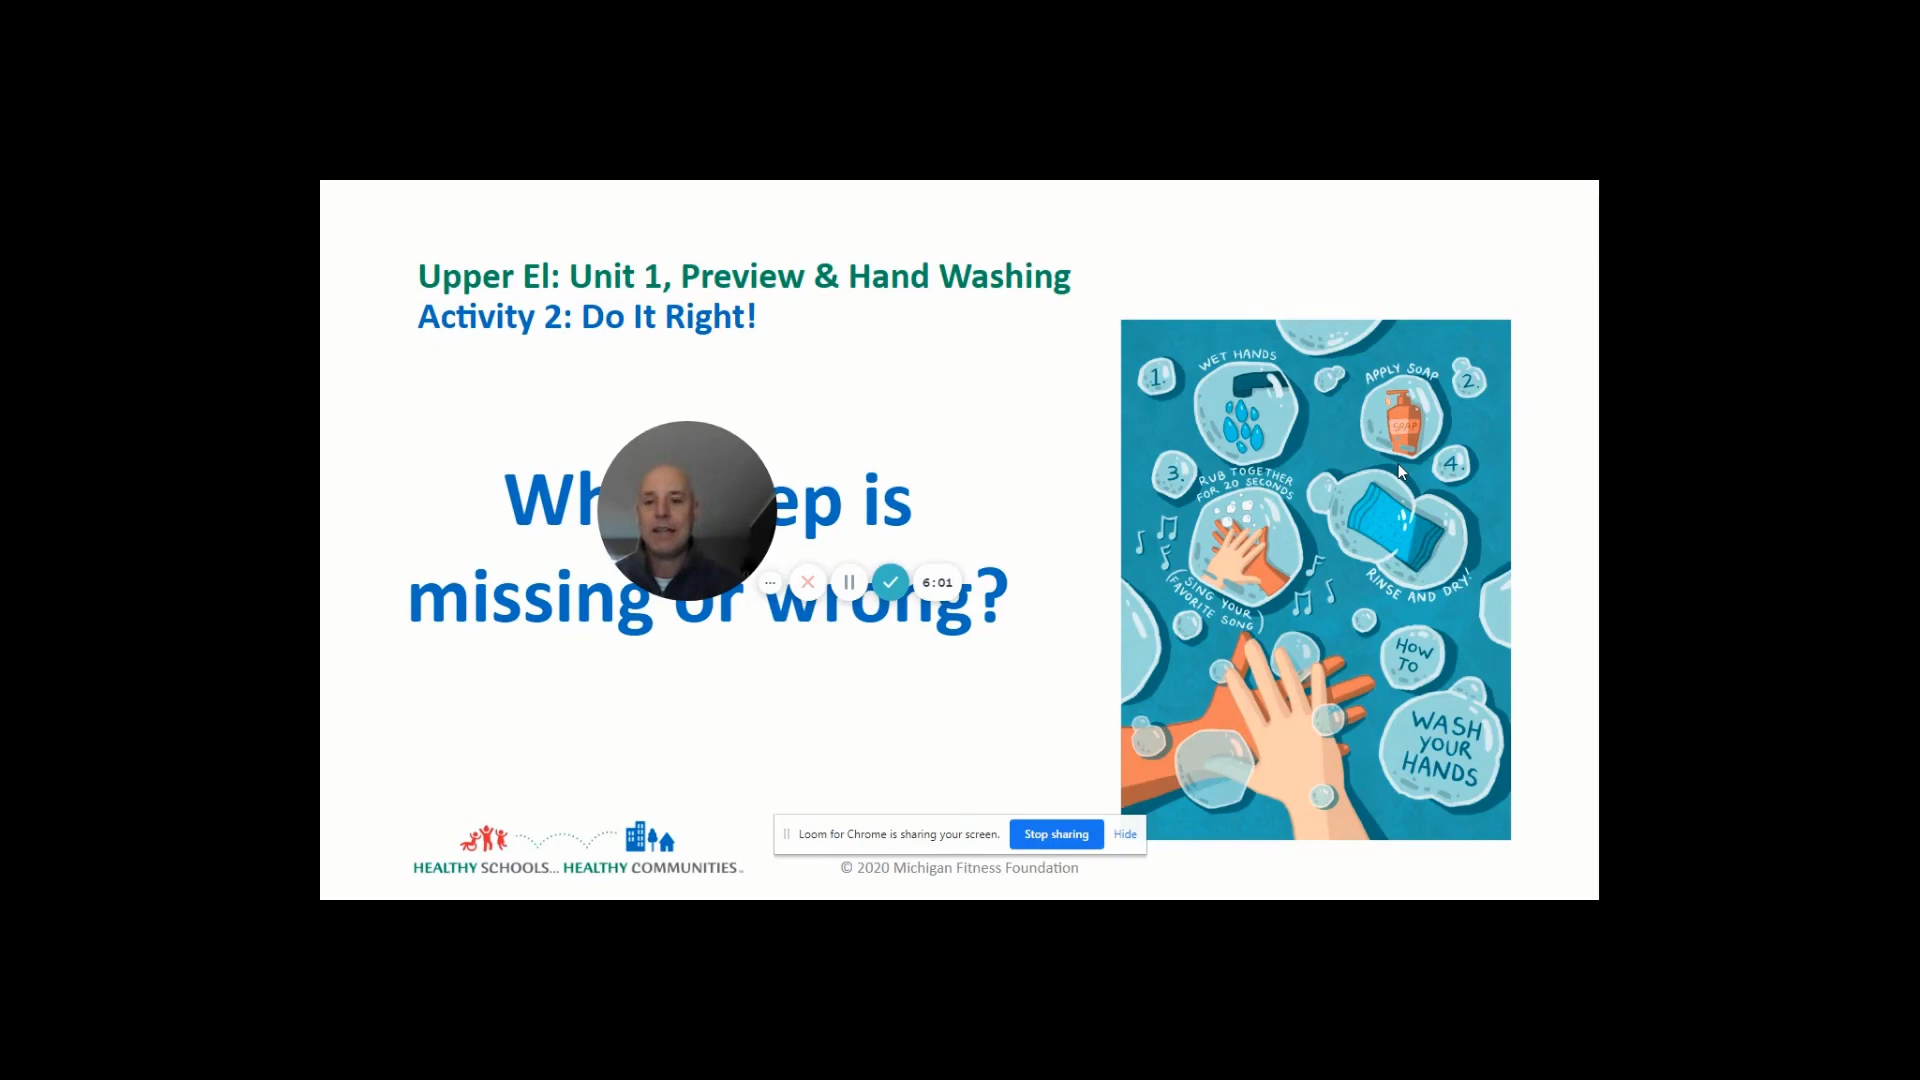 Upper El: Unit 1, Preview & Hand Washing
Activity 2: Do It Right!
ep is
missing or wrong?
6:01
1.
WET HANDS
APPLY SOAP
2.
SOAP
3.
RUB TOGETHER
FOR 20 SECONDS
4.
(SING YOUR
FAVORITE SONG)
RINSE AND DRY!
HOW
TO
WASH
YOUR
HANDS
Loom for Chrome is sharing your screen.
Stop sharing
Hide
HEALTHY SCHOOLS... HEALTHY COMMUNITIES
© 2020 Michigan Fitness Foundation